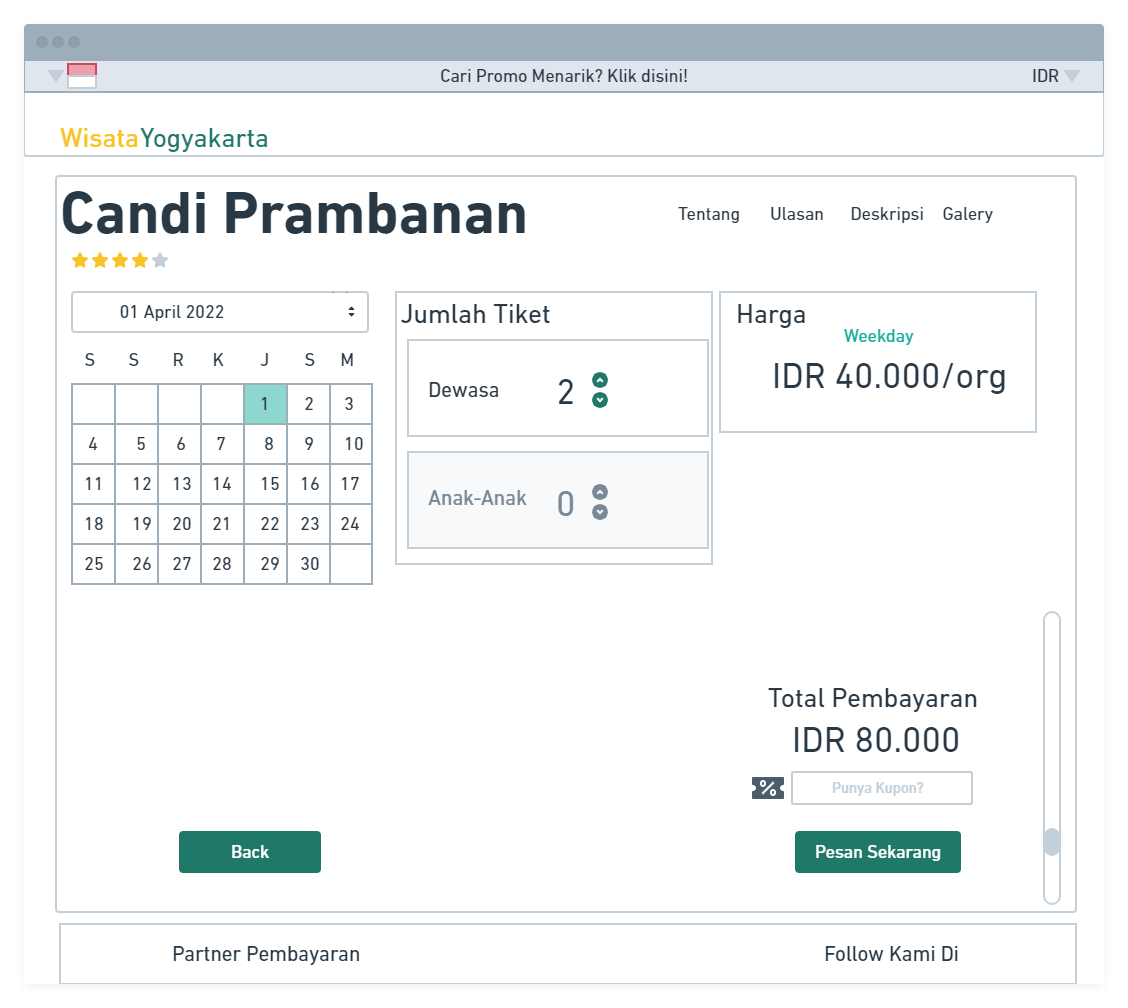 Cari Promo Menarik? Klik disini!
IDR
WisataYogyakarta
Candi Prambanan
Tentang Ulasan Deskripsi Galery
01 April 2022
S S R K J S M
1 2 3
4 5 6 7 8 9 10
11 12 13 14 15 16 17
18 19 20 21 22 23 24
25 26 27 28 29 30
Jumlah Tiket
Dewasa 2
Anak-Anak 0
Harga
Weekday
IDR 40.000/org
Total Pembayaran
IDR 80.000
% Punya Kupon?
Back
Pesan Sekarang
Partner Pembayaran
Follow Kami Di